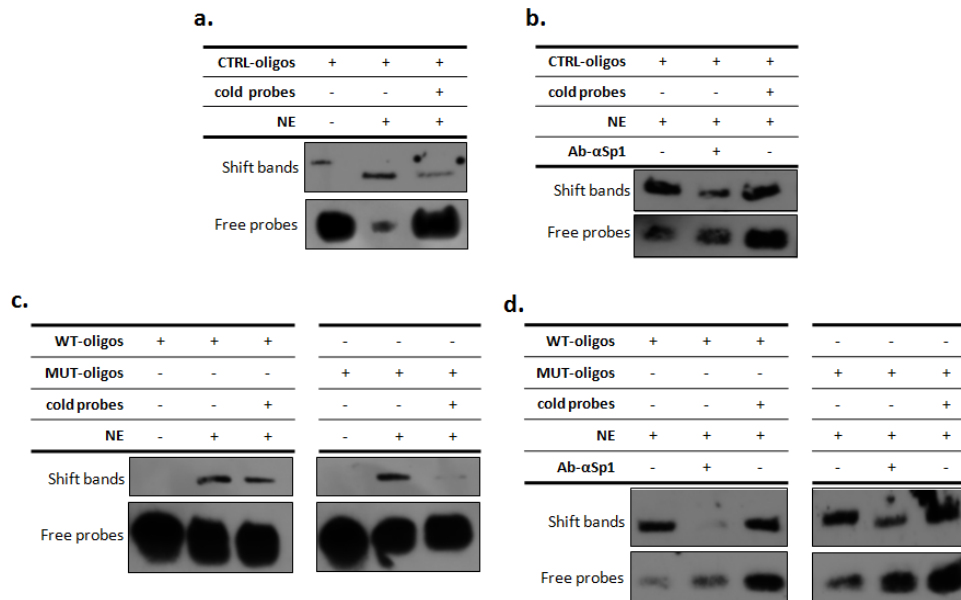 a.
CTRL-oligos + + +
cold probes - - +
NE - + +
Shift bands
Free probes
b.
CTRL-oligos + + +
cold probes - - +
NE + + +
Ab-αSp1 - + -
Shift bands
Free probes
c.
WT-oligos + + + - - -
MUT-oligos - - - + + +
cold probes - - + - - +
NE - + + - + +
Shift bands
Free probes
d.
WT-oligos + + + - - -
MUT-oligos - - - + + +
cold probes - - + - - +
NE + + + + + +
Ab-αSp1 - + - - + -
Shift bands
Free probes